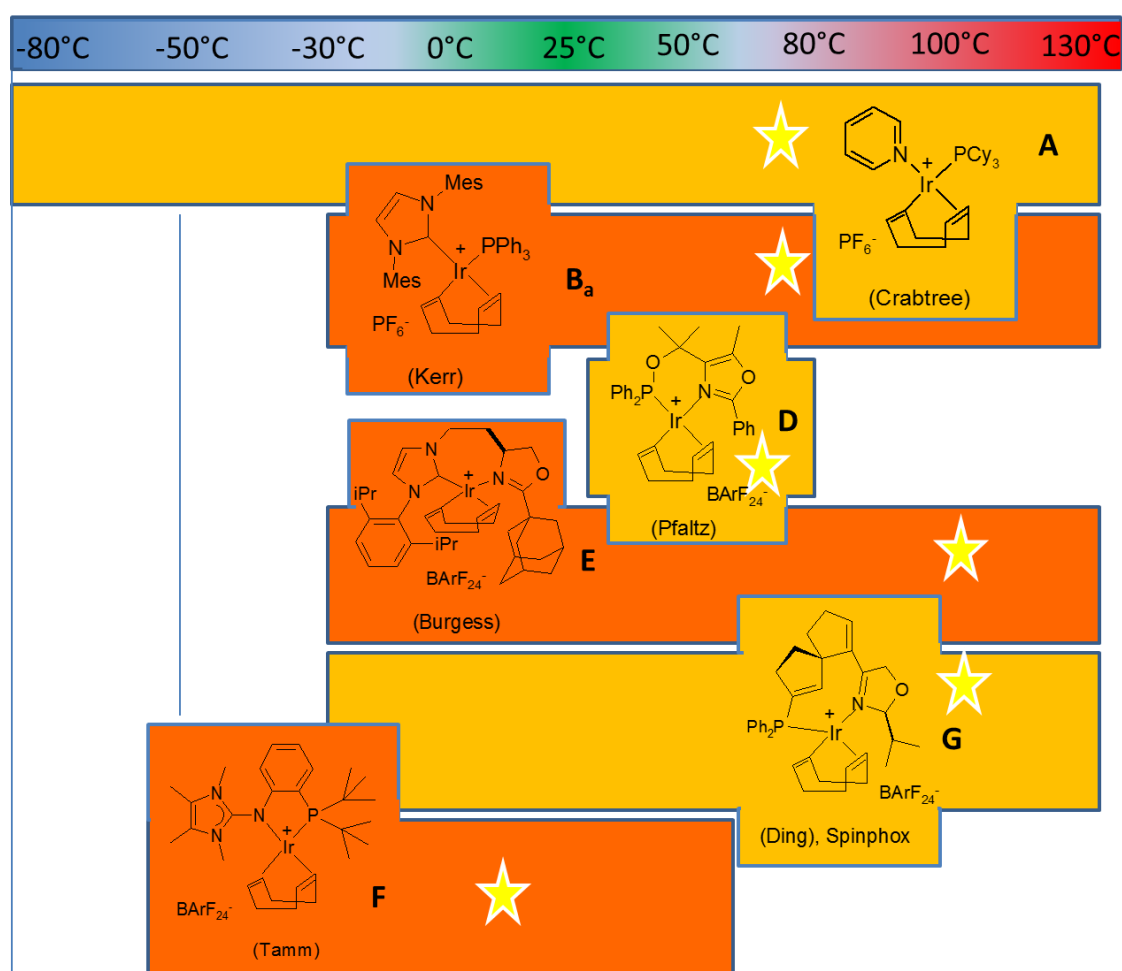 -80°C -50°C -30°C 0°C 25°C 50°C 80°C 100°C 130°C
A
N
+
PCy3
Ir
PF6-
(Crabtree)
Mes
N
N
+
PPh3
Mes
Ir
Ba
PF6-
(Kerr)
O
O
Ph2P
+
N
Ir
Ph
D
BArF24-
(Pfaltz)
N
O
+
N
N
Ir
iPr
iPr
E
BArF24-
(Burgess)
O
N
+
Ph2P
Ir
G
BArF24-
(Ding), Spinphox
N
N
N
P
+
Ir
F
BArF24-
(Tamm)